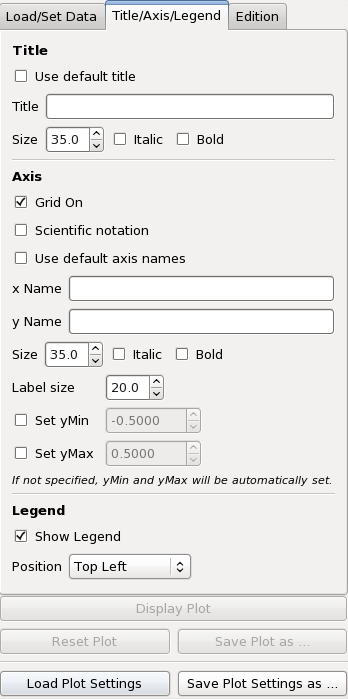 Load/Set Data Title/Axis/Legend Edition
Title
Use default title
Title
Size 35.0 Italic Bold
Axis
Grid On
Scientific notation
Use default axis names
x Name
y Name
Size 35.0 Italic Bold
Label size 20.0
Set yMin -0.5000
Set yMax 0.5000
If not specified, yMin and yMax will be automatically set.
Legend
Show Legend
Position Top Left
Display Plot
Reset Plot Save Plot as ...
Load Plot Settings Save Plot Settings as ...